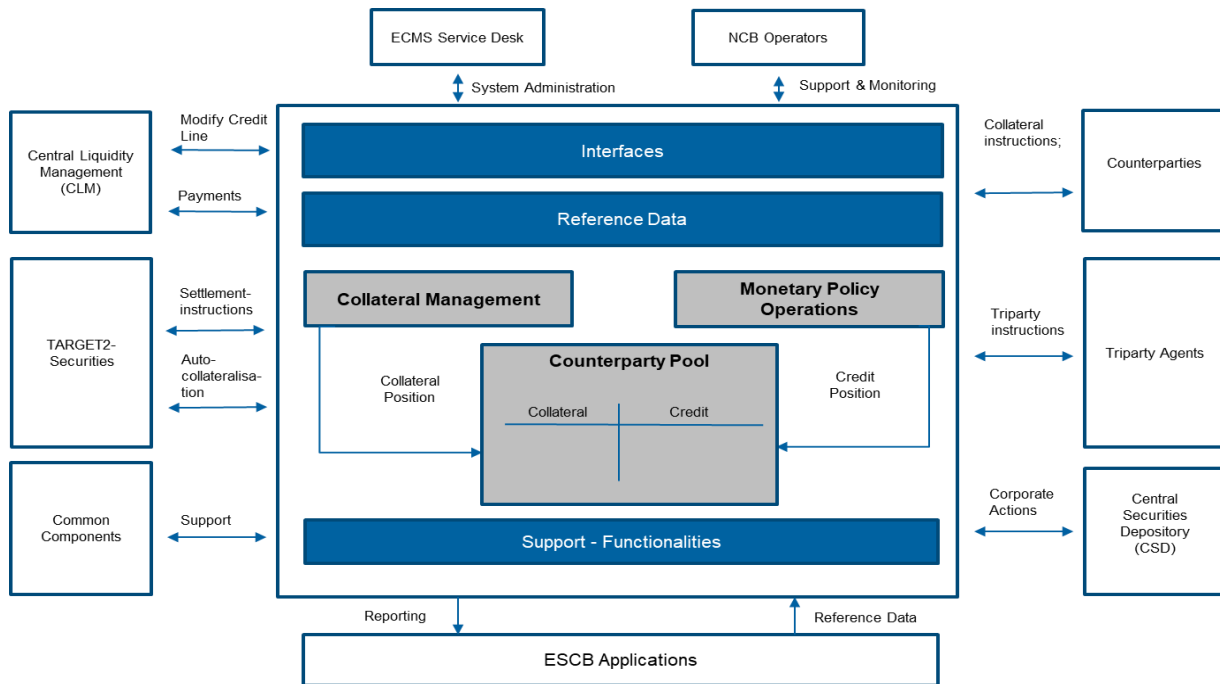 ECMS Service Desk
NCB Operators
System Administration
Support & Monitoring
Modify Credit
Line
Central Liquidity
Management
(CLM)
Payments
Interfaces
Reference Data
Collateral
instructions;
Counterparties
Settlement-
instructions
TARGET2-
Securities
Auto-
collateralisa-
tion
Collateral Management
Monetary Policy
Operations
Counterparty Pool
Collateral
Position
Collateral
Credit
Credit
Position
Triparty
instructions
Triparty Agents
Common
Components
Support
Support - Functionalities
Corporate
Actions
Central
Securities
Depository
(CSD)
Reporting
Reference Data
ESCB Applications